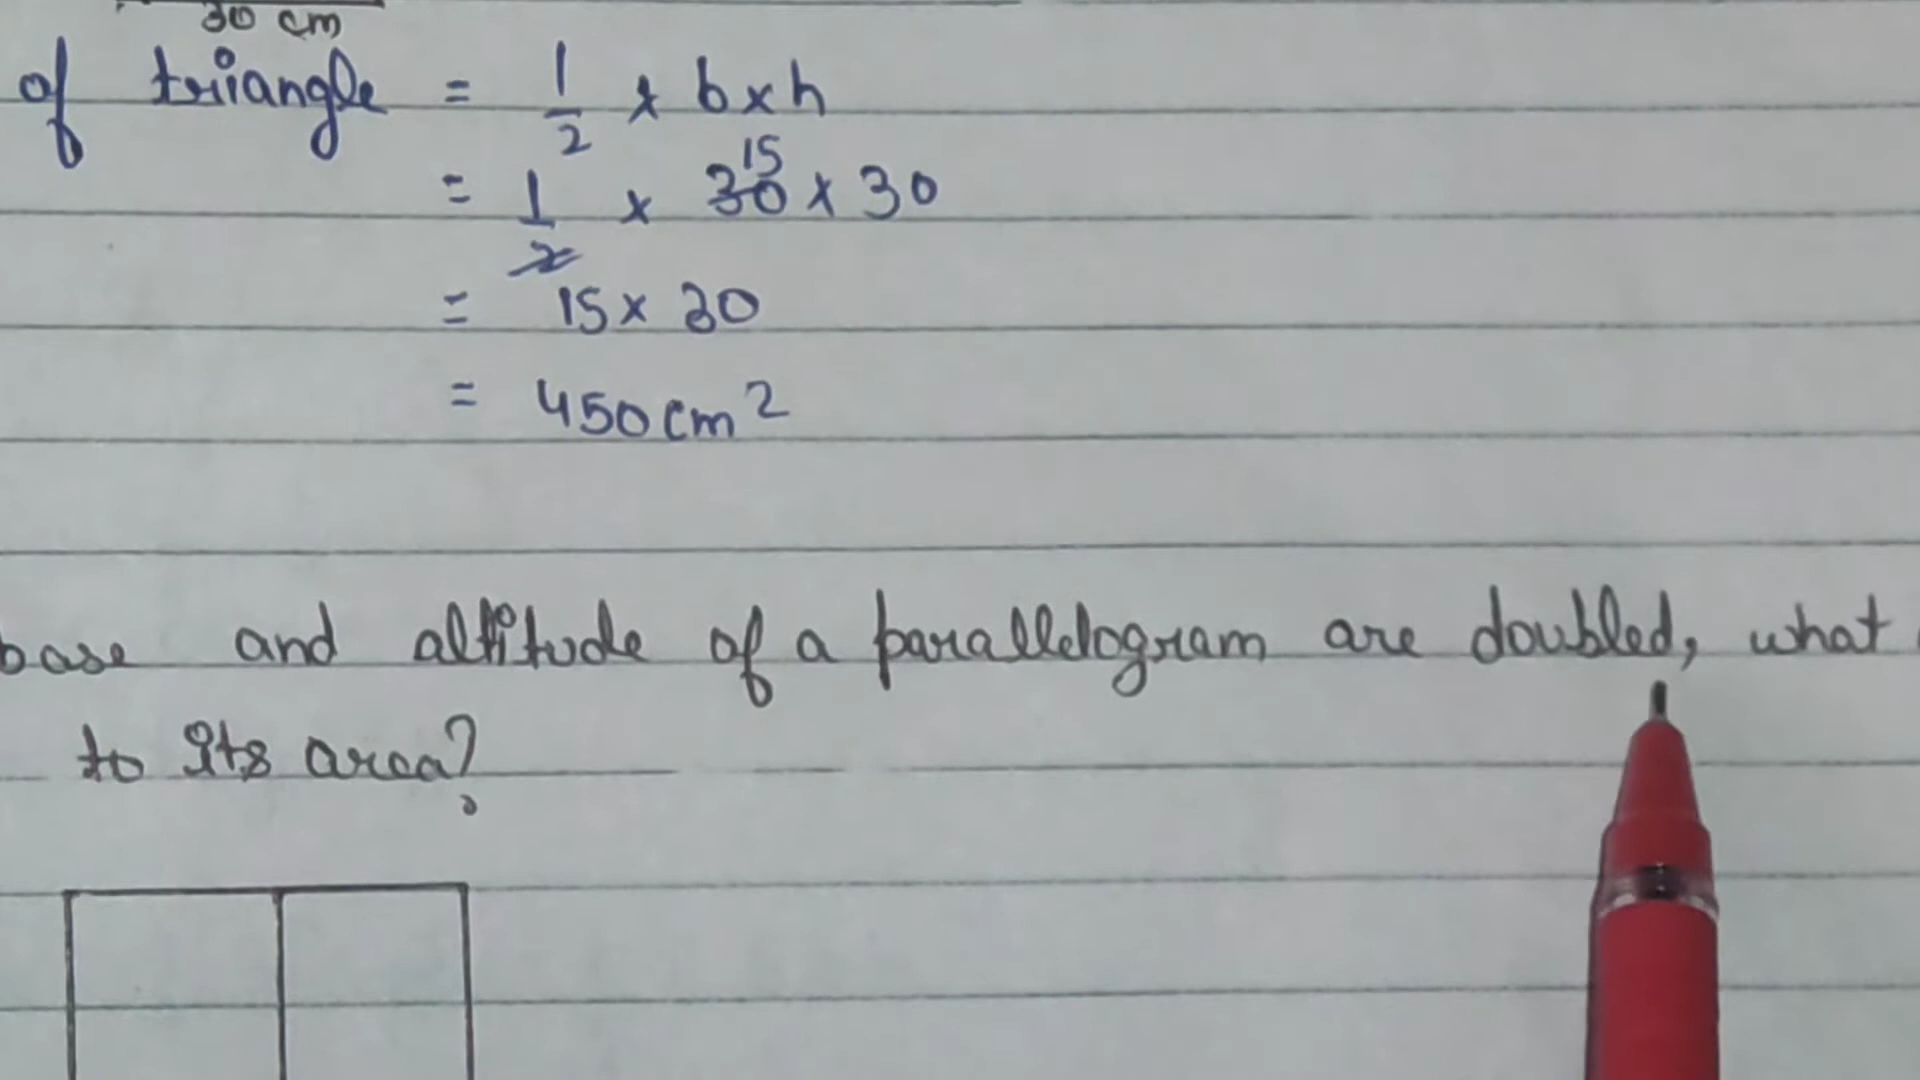 30 cm
of triangle = 1/2 × b × h
= 1/2 × 30 15 × 30
= 15 × 30
= 450 cm²
base and altitude of a parallelogram are doubled, what
to its area?